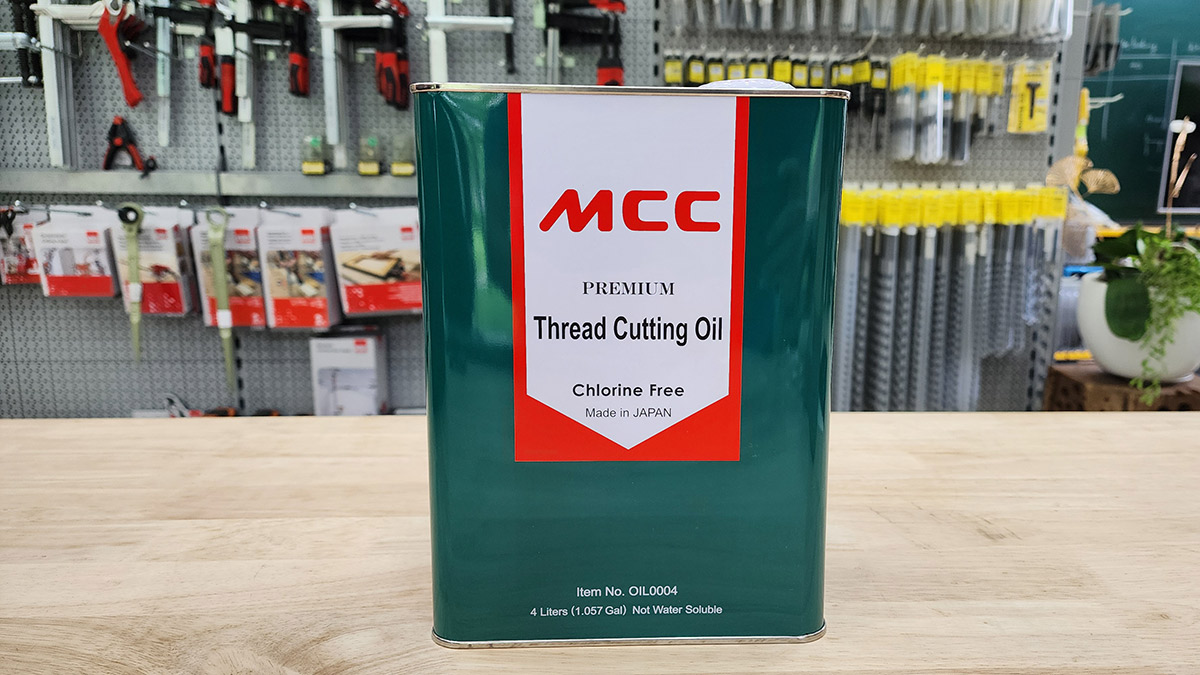 MCC
PREMIUM
Thread Cutting Oil
Chlorine Free
Made in JAPAN
Item No. OIL0004
4 Liters (1.057 Gal) Not Water Soluble